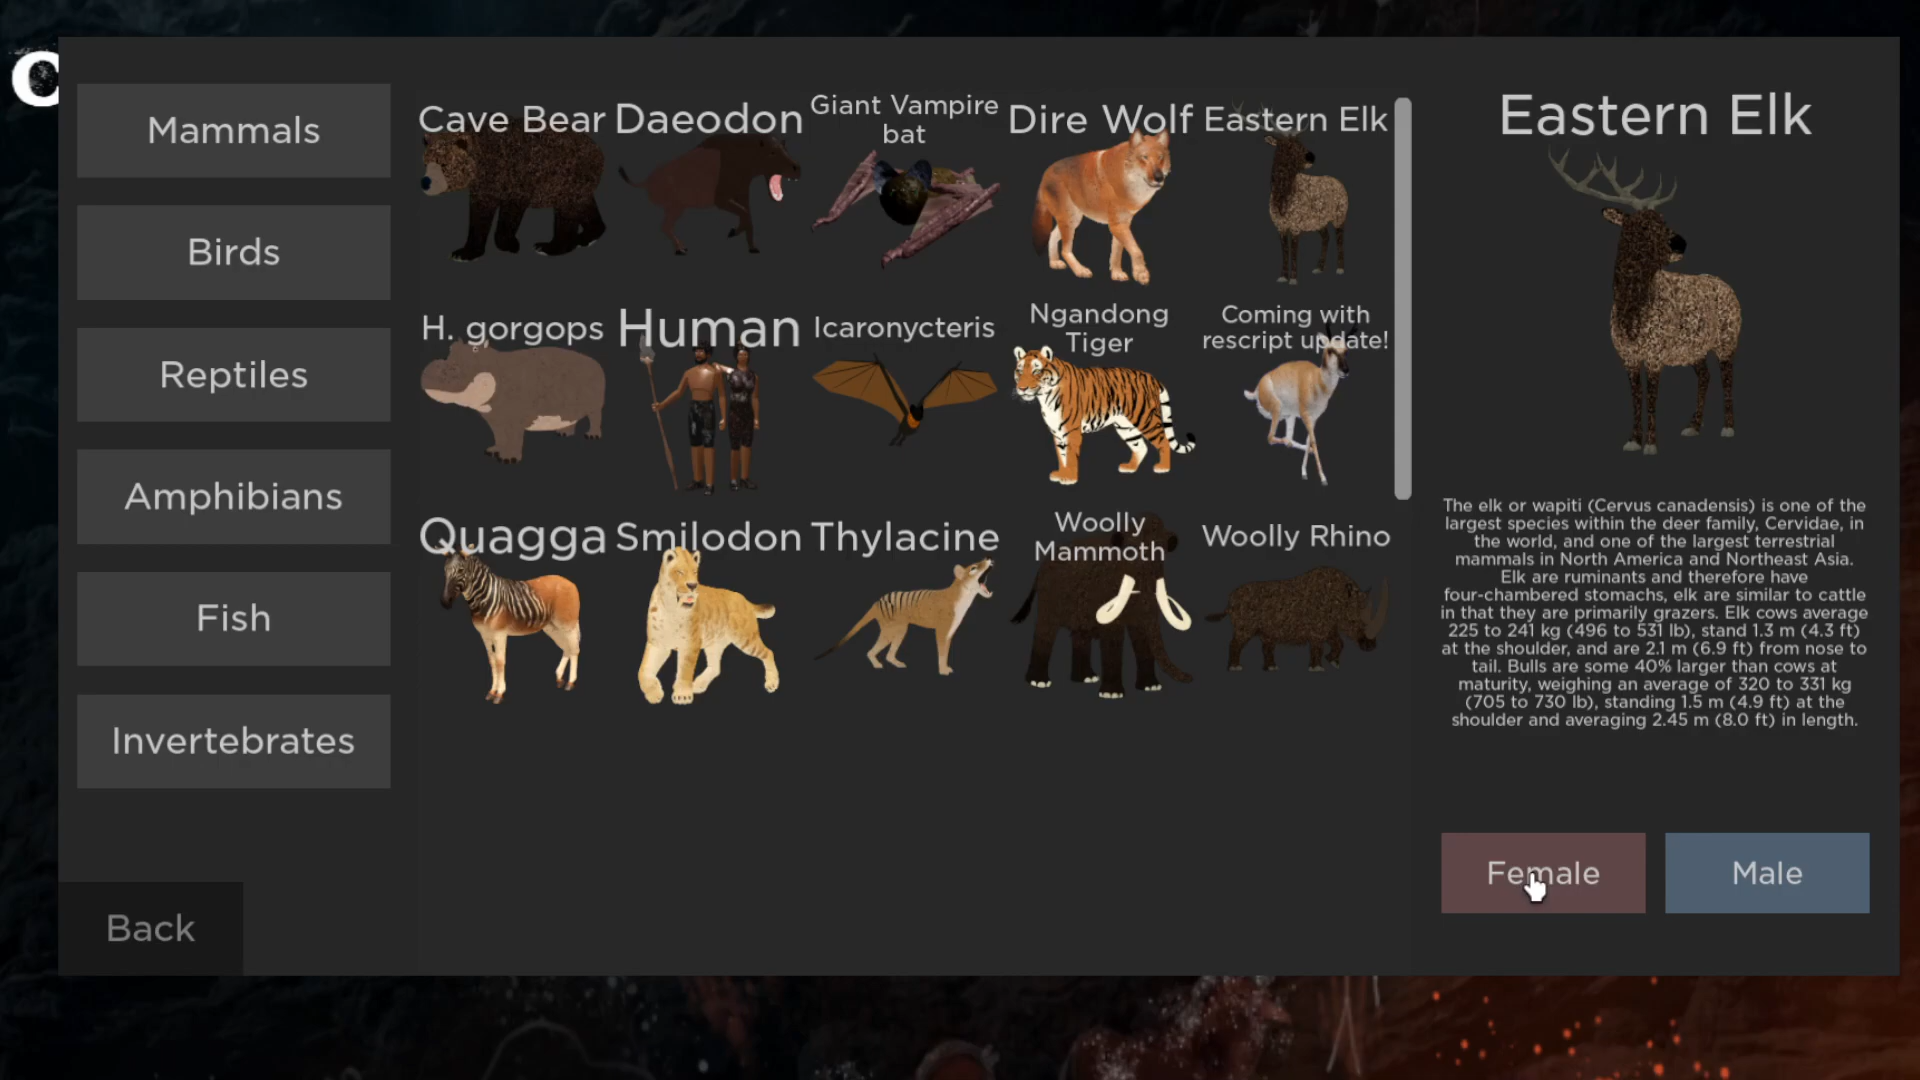 C
Mammals
Birds
Reptiles
Amphibians
Fish
Invertebrates
Back
Cave Bear
Daeodon
Giant Vampire
bat
Dire Wolf
Eastern Elk
H. gorgops
Human
Icaronycteris
Ngandong
Tiger
Coming with
rescript update!
Quagga
Smilodon
Thylacine
Woolly
Mammoth
Woolly Rhino
Eastern Elk
The elk or wapiti (Cervus canadensis) is one of the
largest species within the deer family, Cervidae, in
the world, and one of the largest terrestrial
mammals in North America and Northeast Asia.
Elk are ruminants and therefore have
four-chambered stomachs, elk are similar to cattle
in that they are primarily grazers. Elk cows average
225 to 241 kg (496 to 531 lb), stand 1.3 m (4.3 ft)
at the shoulder, and are 2.1 m (6.9 ft) from nose to
tail. Bulls are some 40% larger than cows at
maturity, weighing an average of 320 to 331 kg
(705 to 730 lb), standing 1.5 m (4.9 ft) at the
shoulder and averaging 2.45 m (8.0 ft) in length.
Female
Male